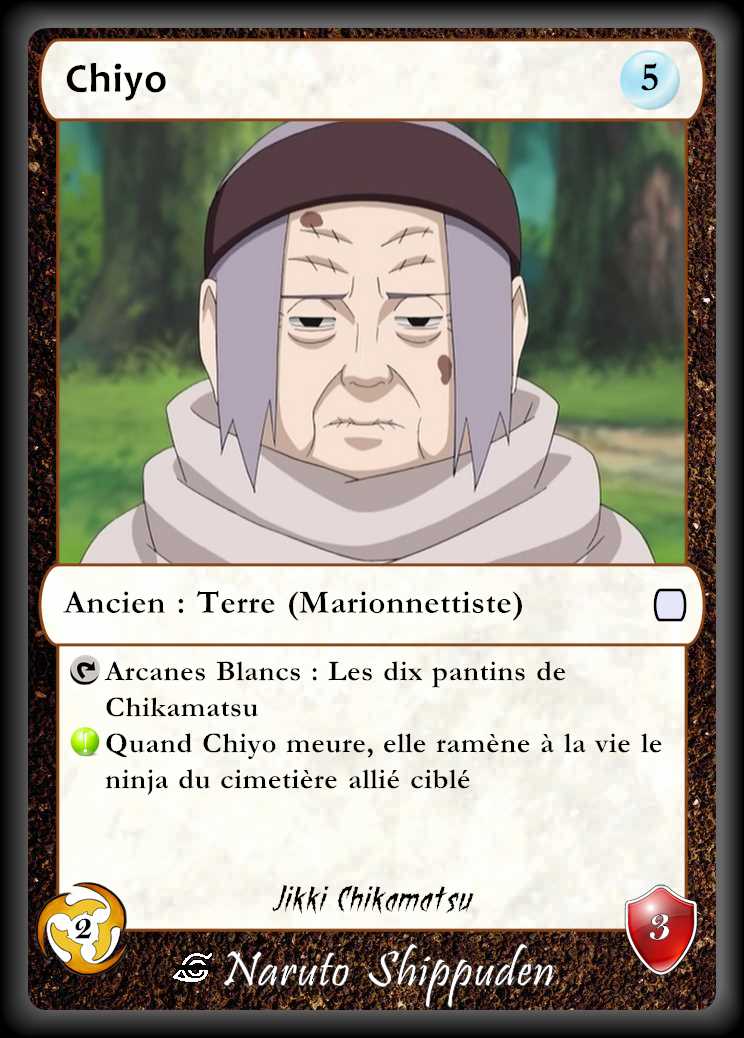 Chiyo
5
Ancien : Terre (Marionnettiste)
Arcanes Blancs : Les dix pantins de
Chikamatsu
Quand Chiyo meure, elle ramène à la vie le
ninja du cimetière allié ciblé
Jikki Chikamatsu
2
3
Naruto Shippuden